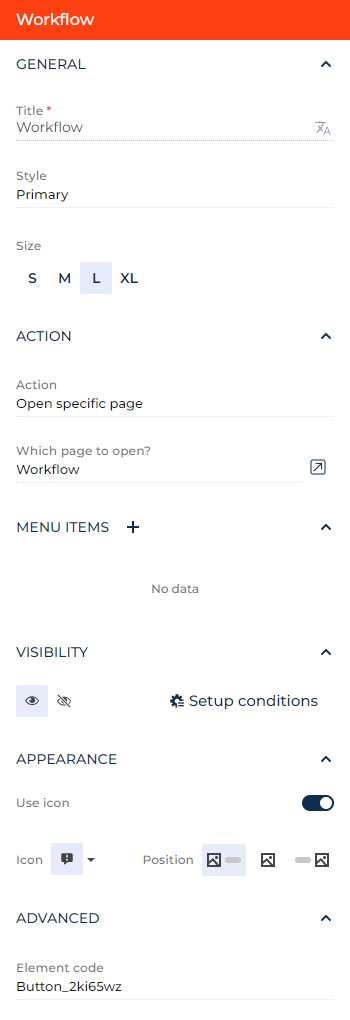 Workflow
GENERAL
Title *
Workflow
Style
Primary
Size
S M L XL
ACTION
Action
Open specific page
Which page to open?
Workflow
MENU ITEMS +
No data
VISIBILITY
Setup conditions
APPEARANCE
Use icon
Icon Position
ADVANCED
Element code
Button_2ki65wz